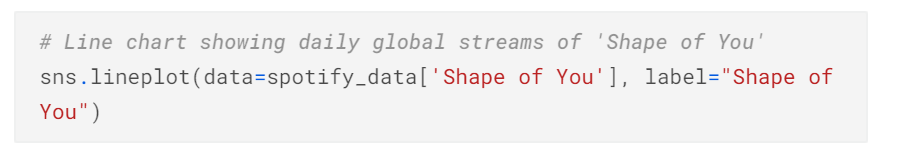 # Line chart showing daily global streams of 'Shape of You'
sns.lineplot(data=spotify_data['Shape of You'], label="Shape of
You")